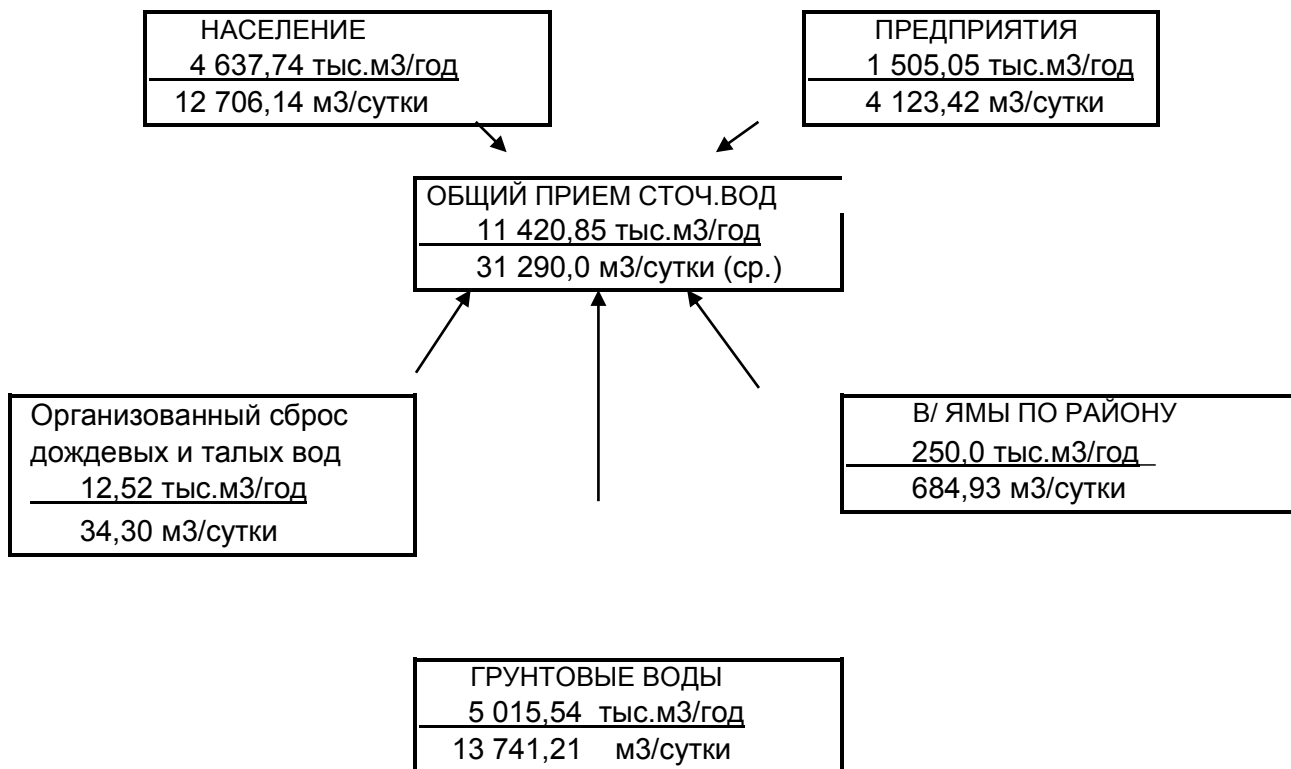 НАСЕЛЕНИЕ
4 637,74 тыс.м3/год
12 706,14 м3/сутки
ПРЕДПРИЯТИЯ
1 505,05 тыс.м3/год
4 123,42 м3/сутки
ОБЩИЙ ПРИЕМ СТОЧ.ВОД
11 420,85 тыс.м3/год
31 290,0 м3/сутки (ср.)
Организованный сброс
дождевых и талых вод
12,52 тыс.м3/год
34,30 м3/сутки
В/ ЯМЫ ПО РАЙОНУ
250,0 тыс.м3/год
684,93 м3/сутки
ГРУНТОВЫЕ ВОДЫ
5 015,54 тыс.м3/год
13 741,21 м3/сутки